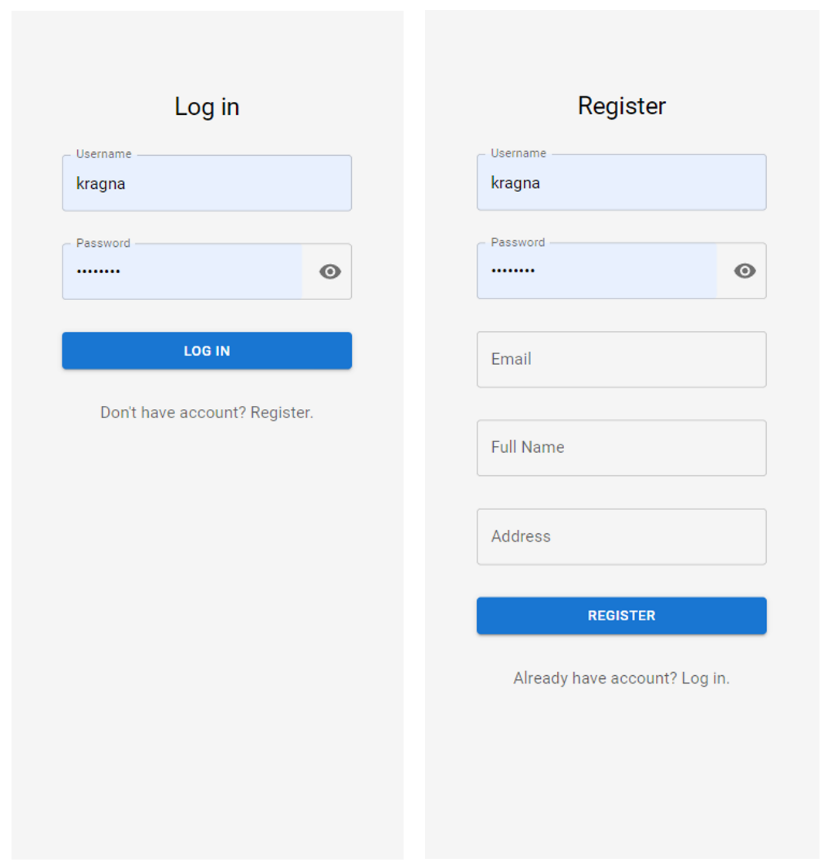 Log in
Username
kragna
Password
••••••••
LOG IN
Don't have account? Register.
Register
Username
kragna
Password
••••••••
Email
Full Name
Address
REGISTER
Already have account? Log in.